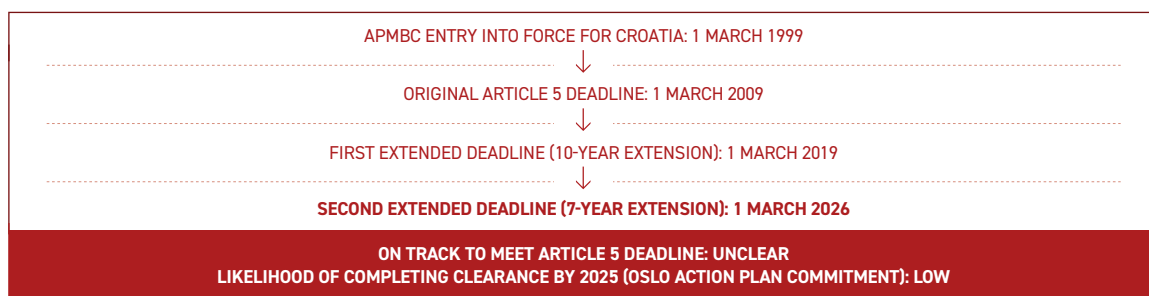 APMBC ENTRY INTO FORCE FOR CROATIA: 1 MARCH 1999
ORIGINAL ARTICLE 5 DEADLINE: 1 MARCH 2009
FIRST EXTENDED DEADLINE (10-YEAR EXTENSION): 1 MARCH 2019
SECOND EXTENDED DEADLINE (7-YEAR EXTENSION): 1 MARCH 2026
ON TRACK TO MEET ARTICLE 5 DEADLINE: UNCLEAR
LIKELIHOOD OF COMPLETING CLEARANCE BY 2025 (OSLO ACTION PLAN COMMITMENT): LOW